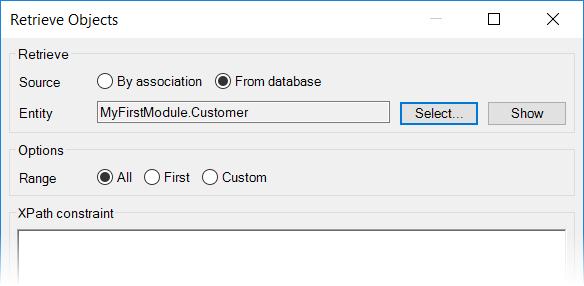 Retrieve Objects
Retrieve
Source By association From database
Entity MyFirstModule.Customer Select... Show
Options
Range All First Custom
XPath constraint